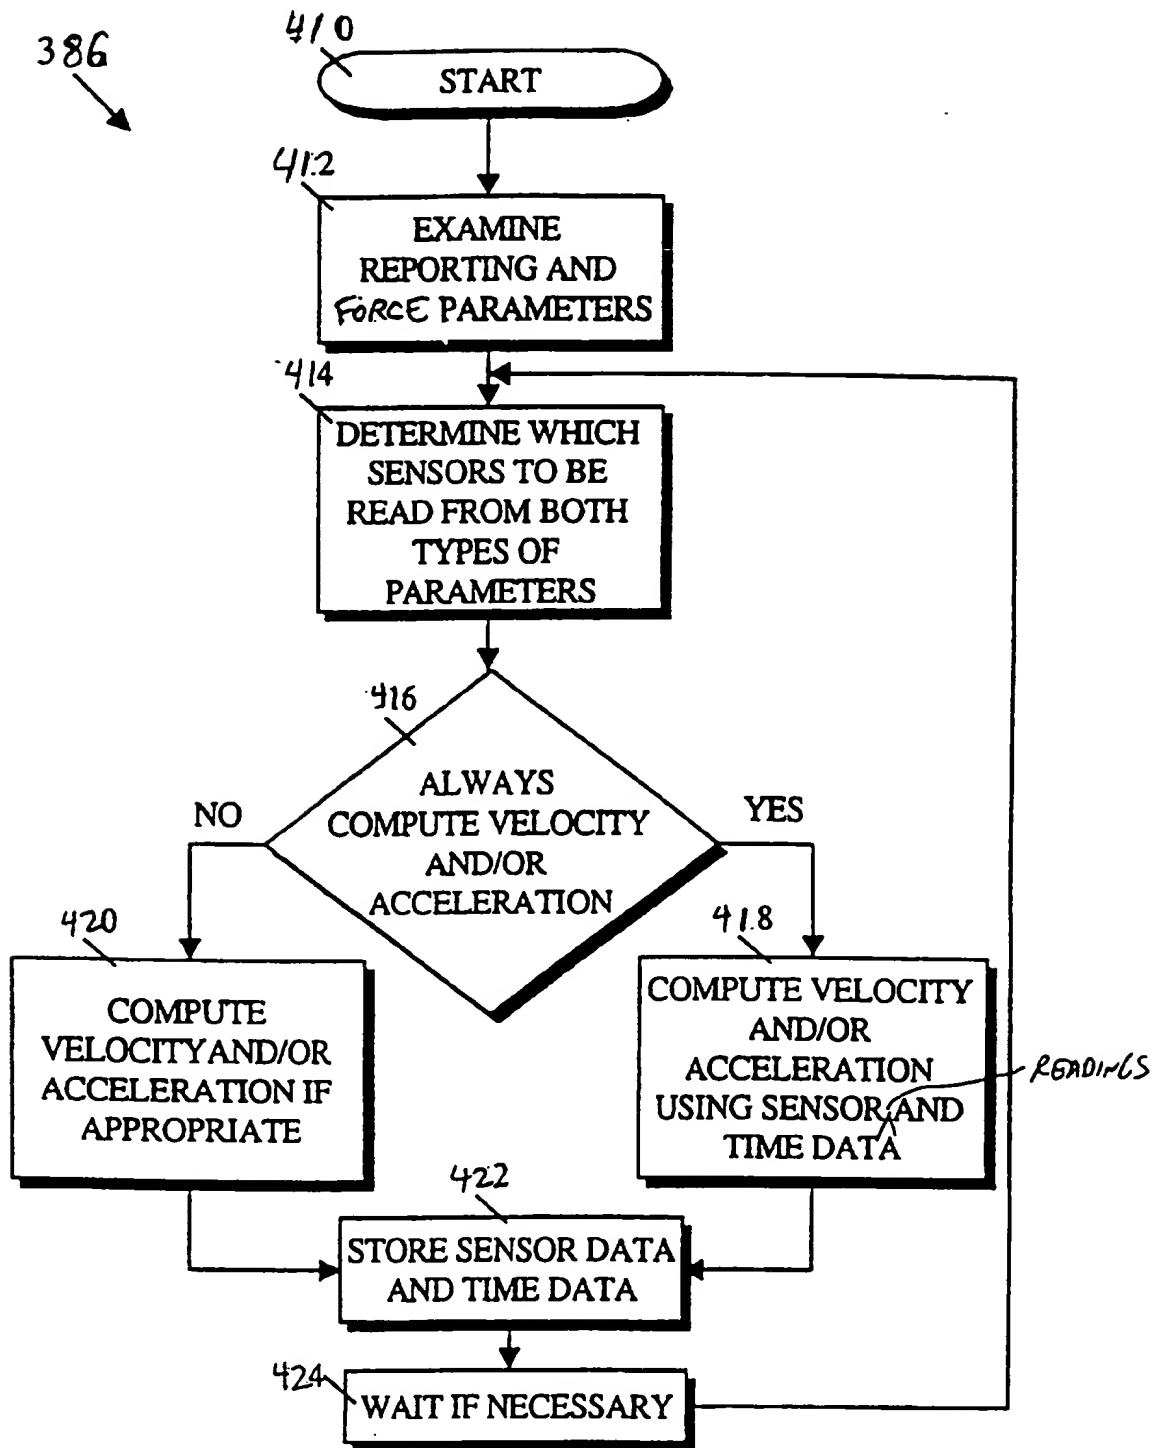 386
410
START
412
EXAMINE
REPORTING AND
FORCE PARAMETERS
414
DETERMINE WHICH
SENSORS TO BE
READ FROM BOTH
TYPES OF
PARAMETERS
416
ALWAYS
COMPUTE VELOCITY
AND/OR
ACCELERATION
NO
YES
420
COMPUTE
VELOCITY AND/OR
ACCELERATION IF
APPROPRIATE
418
COMPUTE VELOCITY
AND/OR
ACCELERATION
USING SENSOR AND
TIME DATA
READINGS
422
STORE SENSOR DATA
AND TIME DATA
424
WAIT IF NECESSARY